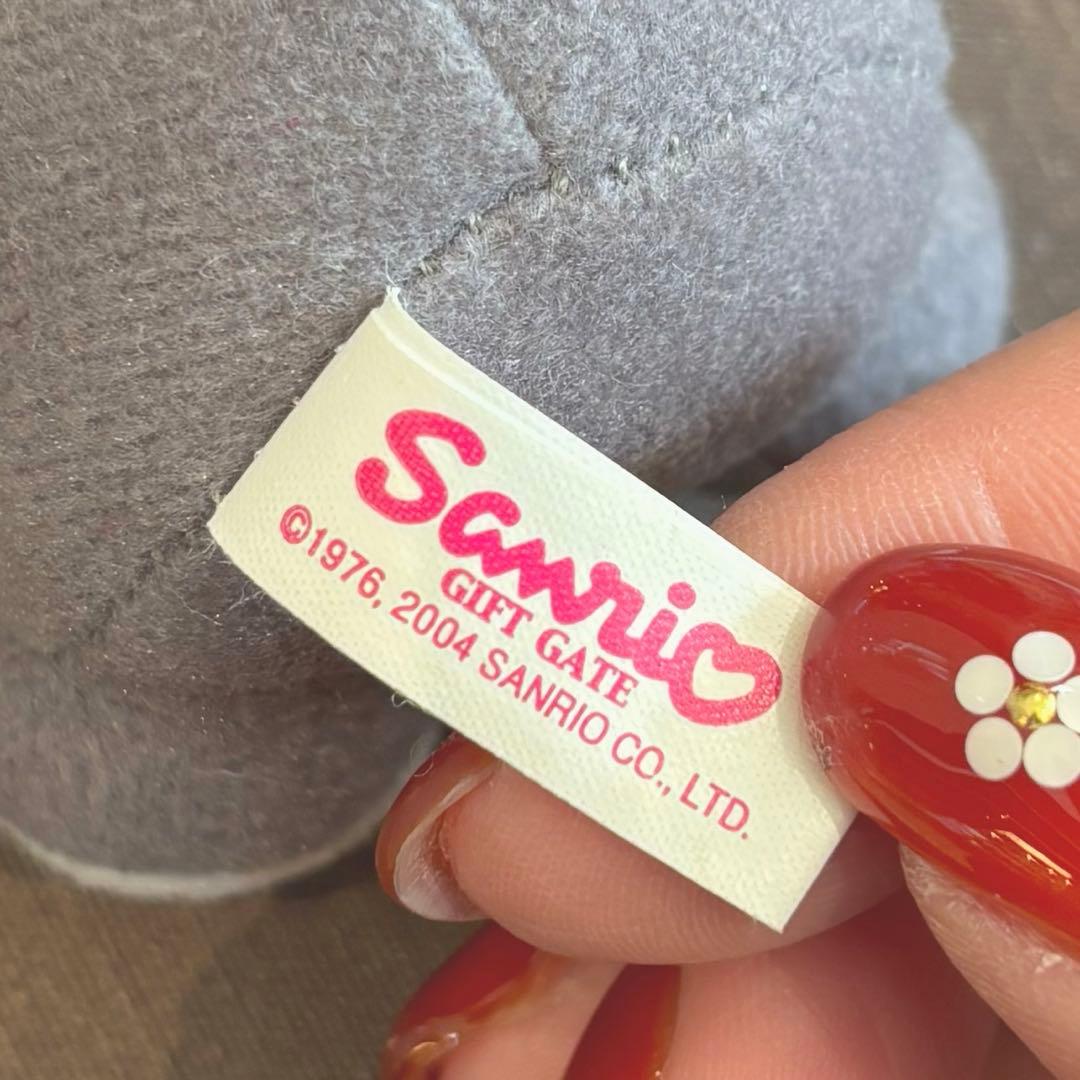 Sanrio
GIFT GATE
©1976, 2004 SANRIO CO., LTD.